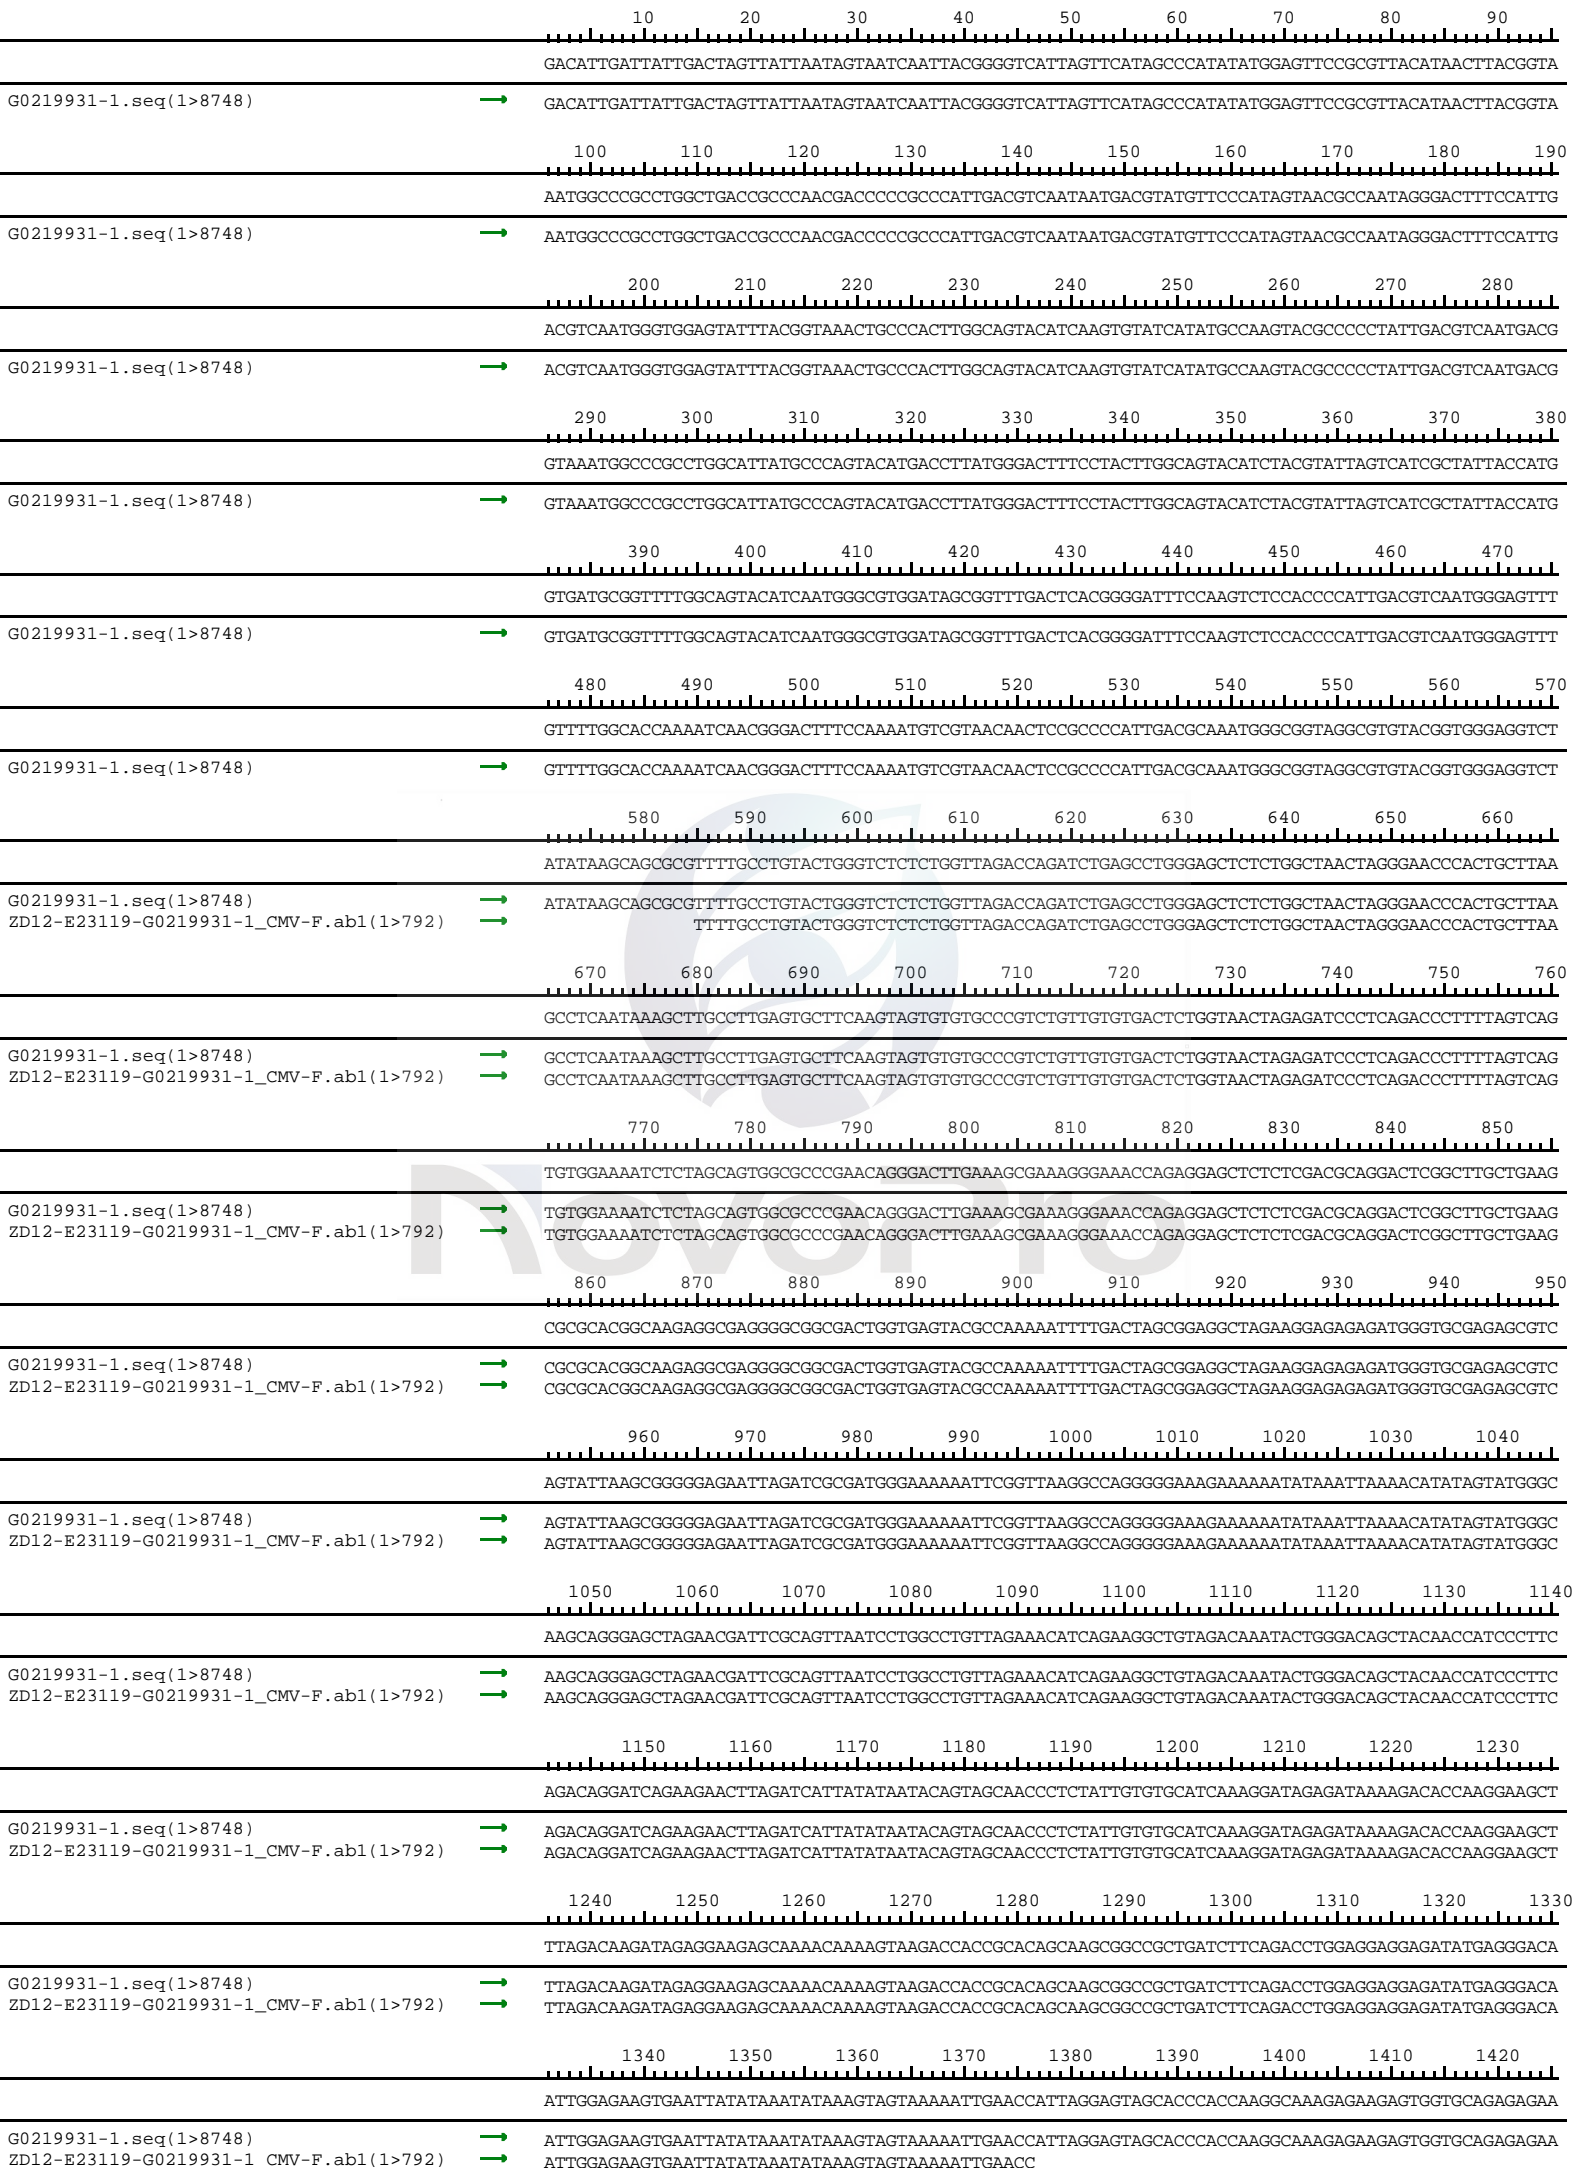 10 20 30 40 50 60 70 80 90
GACATTGATTATTGACTAGTTATTAATAGTAATCAATTACGGGGTCATTAGTTCATAGCCCATATATGGAGTTCCGCGTTACATAACTTACGGTA
G0219931-1.seq(1>8748) GACATTGATTATTGACTAGTTATTAATAGTAATCAATTACGGGGTCATTAGTTCATAGCCCATATATGGAGTTCCGCGTTACATAACTTACGGTA
100 110 120 130 140 150 160 170 180 190
AATGGCCCGCCTGGCTGACCGCCCAACGACCCCCGCCCATTGACGTCAATAATGACGTATGTTCCCATAGTAACGCCAATAGGGACTTTCCATTG
G0219931-1.seq(1>8748) AATGGCCCGCCTGGCTGACCGCCCAACGACCCCCGCCCATTGACGTCAATAATGACGTATGTTCCCATAGTAACGCCAATAGGGACTTTCCATTG
200 210 220 230 240 250 260 270 280
ACGTCAATGGGTGGAGTATTTACGGTAAACTGCCCACTTGGCAGTACATCAAGTGTATCATATGCCAAGTACGCCCCCTATTGACGTCAATGACG
G0219931-1.seq(1>8748) ACGTCAATGGGTGGAGTATTTACGGTAAACTGCCCACTTGGCAGTACATCAAGTGTATCATATGCCAAGTACGCCCCCTATTGACGTCAATGACG
290 300 310 320 330 340 350 360 370 380
GTAAATGGCCCGCCTGGCATTATGCCCAGTACATGACCTTATGGGACTTTCCTACTTGGCAGTACATCTACGTATTAGTCATCGCTATTACCATG
G0219931-1.seq(1>8748) GTAAATGGCCCGCCTGGCATTATGCCCAGTACATGACCTTATGGGACTTTCCTACTTGGCAGTACATCTACGTATTAGTCATCGCTATTACCATG
390 400 410 420 430 440 450 460 470
GTGATGCGGTTTTGGCAGTACATCAATGGGCGTGGATAGCGGTTTGACTCACGGGGATTTCCAAGTCTCCACCCCATTGACGTCAATGGGAGTTT
G0219931-1.seq(1>8748) GTGATGCGGTTTTGGCAGTACATCAATGGGCGTGGATAGCGGTTTGACTCACGGGGATTTCCAAGTCTCCACCCCATTGACGTCAATGGGAGTTT
480 490 500 510 520 530 540 550 560 570
GTTTTGGCACCAAAATCAACGGGACTTTCCAAAATGTCGTAACAACTCCGCCCCATTGACGCAAATGGGCGGTAGGCGTGTACGGTGGGAGGTCT
G0219931-1.seq(1>8748) GTTTTGGCACCAAAATCAACGGGACTTTCCAAAATGTCGTAACAACTCCGCCCCATTGACGCAAATGGGCGGTAGGCGTGTACGGTGGGAGGTCT
580 590 600 610 620 630 640 650 660
ATATAAGCAGCGCGTTTTGCCTGTACTGGGTCTCTCTGGTTAGACCAGATCTGAGCCTGGGAGCTCTCTGGCTAACTAGGGAACCCACTGCTTAA
G0219931-1.seq(1>8748) ATATAAGCAGCGCGTTTTGCCTGTACTGGGTCTCTCTGGTTAGACCAGATCTGAGCCTGGGAGCTCTCTGGCTAACTAGGGAACCCACTGCTTAA
ZD12-E23119-G0219931-1_CMV-F.ab1(1>792) TTTTGCCTGTACTGGGTCTCTCTGGTTAGACCAGATCTGAGCCTGGGAGCTCTCTGGCTAACTAGGGAACCCACTGCTTAA
670 680 690 700 710 720 730 740 750 760
GCCTCAATAAAGCTTGCCTTGAGTGCTTCAAGTAGTGTGTGCCCGTCTGTTGTGTGACTCTGGTAACTAGAGATCCCTCAGACCCTTTTAGTCAG
G0219931-1.seq(1>8748) GCCTCAATAAAGCTTGCCTTGAGTGCTTCAAGTAGTGTGTGCCCGTCTGTTGTGTGACTCTGGTAACTAGAGATCCCTCAGACCCTTTTAGTCAG
ZD12-E23119-G0219931-1_CMV-F.ab1(1>792) GCCTCAATAAAGCTTGCCTTGAGTGCTTCAAGTAGTGTGTGCCCGTCTGTTGTGTGACTCTGGTAACTAGAGATCCCTCAGACCCTTTTAGTCAG
770 780 790 800 810 820 830 840 850
TGTGGAAAATCTCTAGCAGTGGCGCCCGAACAGGGACTTGAAAGCGAAAGGGAAACCAGAGGAGCTCTCTCGACGCAGGACTCGGCTTGCTGAAG
NovoPro
G0219931-1.seq(1>8748) TGTGGAAAATCTCTAGCAGTGGCGCCCGAACAGGGACTTGAAAGCGAAAGGGAAACCAGAGGAGCTCTCTCGACGCAGGACTCGGCTTGCTGAAG
ZD12-E23119-G0219931-1_CMV-F.ab1(1>792) TGTGGAAAATCTCTAGCAGTGGCGCCCGAACAGGGACTTGAAAGCGAAAGGGAAACCAGAGGAGCTCTCTCGACGCAGGACTCGGCTTGCTGAAG
860 870 880 890 900 910 920 930 940 950
CGCGCACGGCAAGAGGCGAGGGGCGGCGACTGGTGAGTACGCCAAAAATTTTGACTAGCGGAGGCTAGAAGGAGAGAGATGGGTGCGAGAGCGTC
G0219931-1.seq(1>8748) CGCGCACGGCAAGAGGCGAGGGGCGGCGACTGGTGAGTACGCCAAAAATTTTGACTAGCGGAGGCTAGAAGGAGAGAGATGGGTGCGAGAGCGTC
ZD12-E23119-G0219931-1_CMV-F.ab1(1>792) CGCGCACGGCAAGAGGCGAGGGGCGGCGACTGGTGAGTACGCCAAAAATTTTGACTAGCGGAGGCTAGAAGGAGAGAGATGGGTGCGAGAGCGTC
960 970 980 990 1000 1010 1020 1030 1040
AGTATTAAGCGGGGGAGAATTAGATCGCGATGGGAAAAAATTCGGTTAAGGCCAGGGGGAAAGAAAAAATATAAATTAAAACATATAGTATGGGC
G0219931-1.seq(1>8748) AGTATTAAGCGGGGGAGAATTAGATCGCGATGGGAAAAAATTCGGTTAAGGCCAGGGGGAAAGAAAAAATATAAATTAAAACATATAGTATGGGC
ZD12-E23119-G0219931-1_CMV-F.ab1(1>792) AGTATTAAGCGGGGGAGAATTAGATCGCGATGGGAAAAAATTCGGTTAAGGCCAGGGGGAAAGAAAAAATATAAATTAAAACATATAGTATGGGC
1050 1060 1070 1080 1090 1100 1110 1120 1130 1140
AAGCAGGGAGCTAGAACGATTCGCAGTTAATCCTGGCCTGTTAGAAACATCAGAAGGCTGTAGACAAATACTGGGACAGCTACAACCATCCCTTC
G0219931-1.seq(1>8748) AAGCAGGGAGCTAGAACGATTCGCAGTTAATCCTGGCCTGTTAGAAACATCAGAAGGCTGTAGACAAATACTGGGACAGCTACAACCATCCCTTC
ZD12-E23119-G0219931-1_CMV-F.ab1(1>792) AAGCAGGGAGCTAGAACGATTCGCAGTTAATCCTGGCCTGTTAGAAACATCAGAAGGCTGTAGACAAATACTGGGACAGCTACAACCATCCCTTC
1150 1160 1170 1180 1190 1200 1210 1220 1230
AGACAGGATCAGAAGAACTTAGATCATTATATAATACAGTAGCAACCCTCTATTGTGTGCATCAAAGGATAGAGATAAAAGACACCAAGGAAGCT
G0219931-1.seq(1>8748) AGACAGGATCAGAAGAACTTAGATCATTATATAATACAGTAGCAACCCTCTATTGTGTGCATCAAAGGATAGAGATAAAAGACACCAAGGAAGCT
ZD12-E23119-G0219931-1_CMV-F.ab1(1>792) AGACAGGATCAGAAGAACTTAGATCATTATATAATACAGTAGCAACCCTCTATTGTGTGCATCAAAGGATAGAGATAAAAGACACCAAGGAAGCT
1240 1250 1260 1270 1280 1290 1300 1310 1320 1330
TTAGACAAGATAGAGGAAGAGCAAAACAAAAGTAAGACCACCGCACAGCAAGCGGCCGCTGATCTTCAGACCTGGAGGAGGAGATATGAGGGACA
G0219931-1.seq(1>8748) TTAGACAAGATAGAGGAAGAGCAAAACAAAAGTAAGACCACCGCACAGCAAGCGGCCGCTGATCTTCAGACCTGGAGGAGGAGATATGAGGGACA
ZD12-E23119-G0219931-1_CMV-F.ab1(1>792) TTAGACAAGATAGAGGAAGAGCAAAACAAAAGTAAGACCACCGCACAGCAAGCGGCCGCTGATCTTCAGACCTGGAGGAGGAGATATGAGGGACA
1340 1350 1360 1370 1380 1390 1400 1410 1420
ATTGGAGAAGTGAATTATATAAATATAAAGTAGTAAAAATTGAACCATTAGGAGTAGCACCCACCAAGGCAAAGAGAAGAGTGGTGCAGAGAGAA
G0219931-1.seq(1>8748) ATTGGAGAAGTGAATTATATAAATATAAAGTAGTAAAAATTGAACCATTAGGAGTAGCACCCACCAAGGCAAAGAGAAGAGTGGTGCAGAGAGAA
ZD12-E23119-G0219931-1 CMV-F.ab1(1>792) ATTGGAGAAGTGAATTATATAAATATAAAGTAGTAAAAATTGAACC